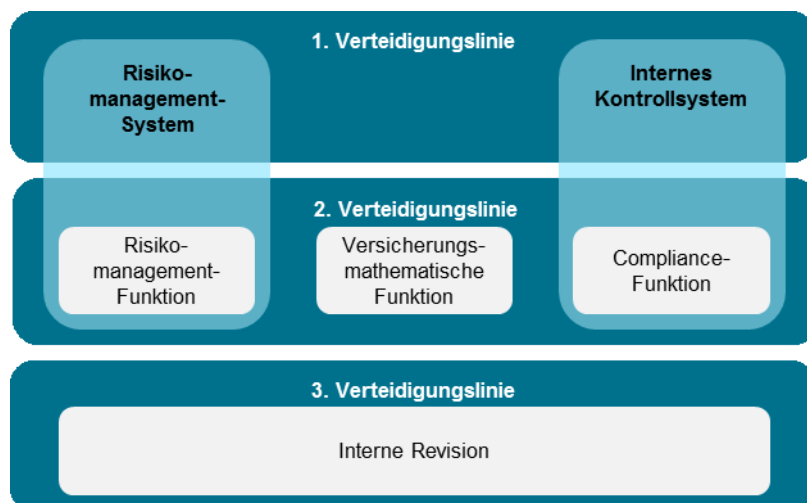 1. Verteidigungslinie
Risiko-
management-
System
Internes
Kontrollsystem
2. Verteidigungslinie
Risiko-
management-
Funktion
Versicherungs-
mathematische
Funktion
Compliance-
Funktion
3. Verteidigungslinie
Interne Revision